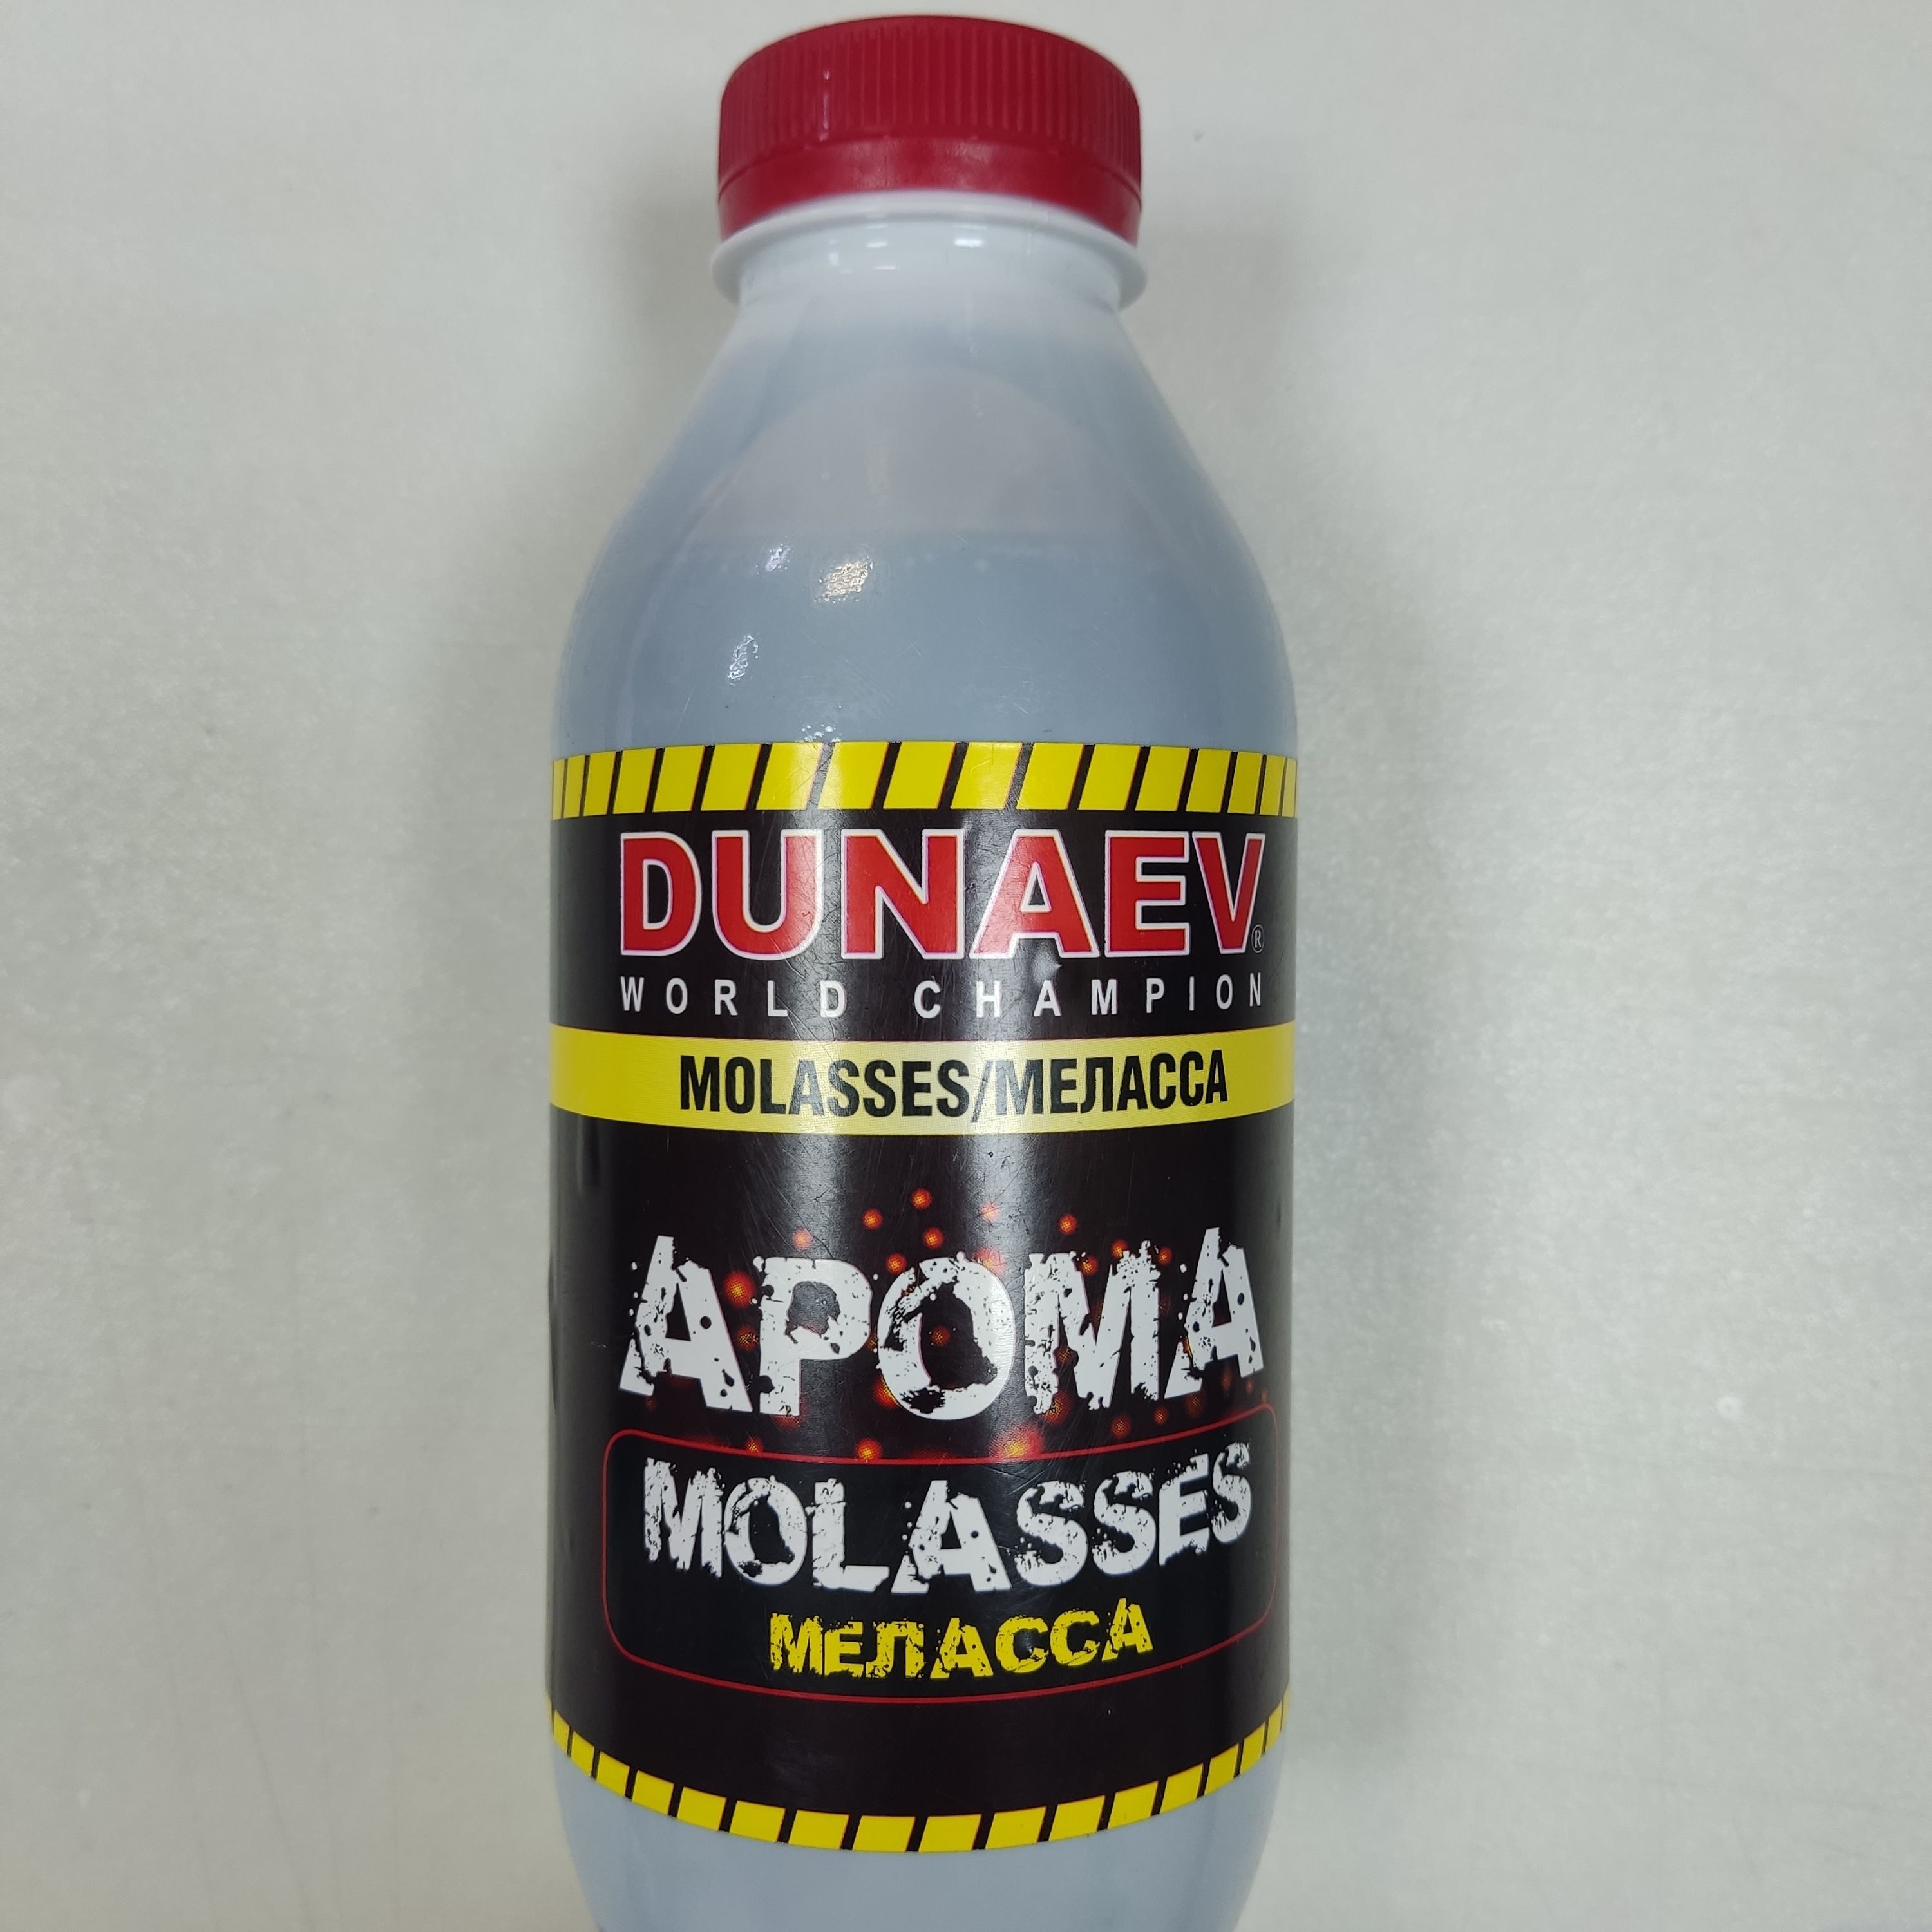 DUNAEV®
WORLD CHAMPION
MOLASSES/МЕЛАССА
АРОМА
MOLASSES
МЕЛАССА